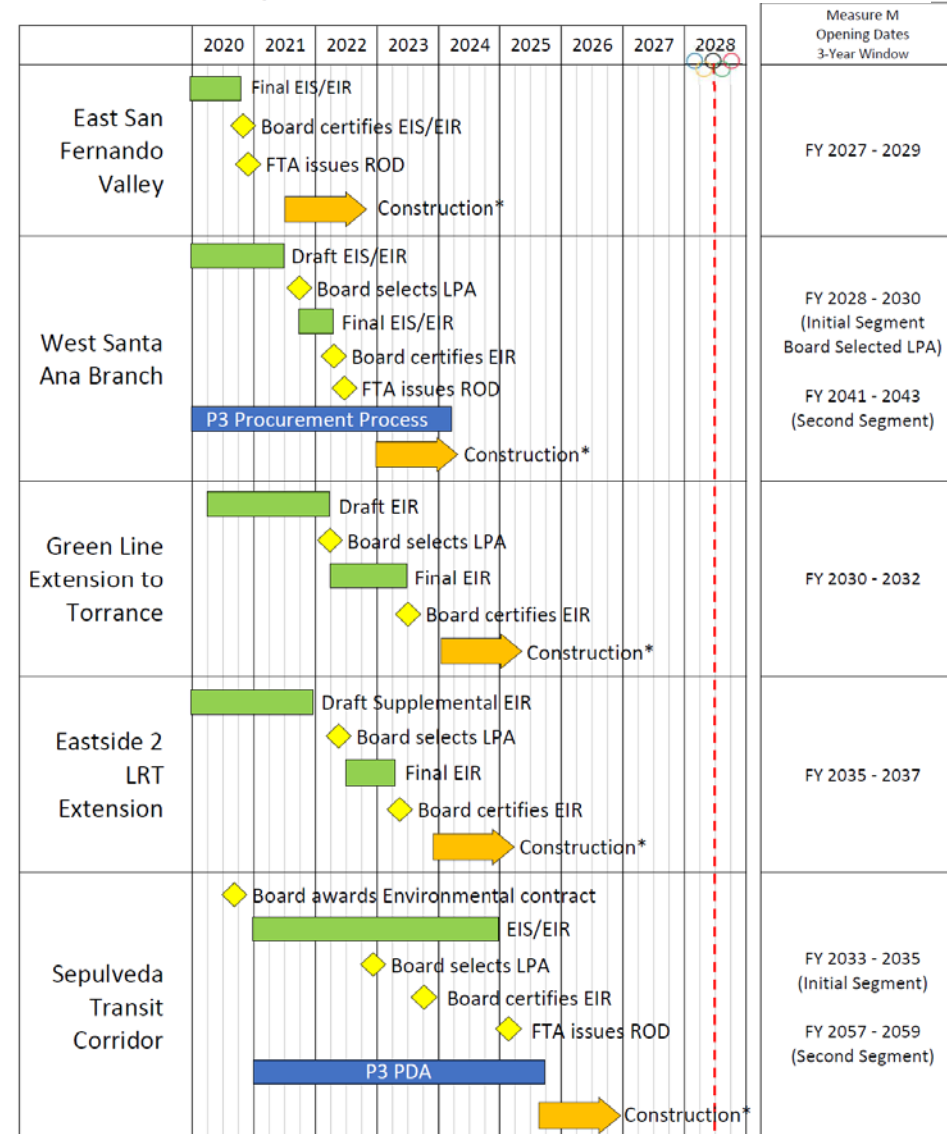 Measure M
Opening Dates
3-Year Window
2020 2021 2022 2023 2024 2025 2026 2027 2028
East San
Fernando
Valley
Final EIS/EIR
Board certifies EIS/EIR
FTA issues ROD
Construction*
FY 2027 - 2029
West Santa
Ana Branch
Draft EIS/EIR
Board selects LPA
Final EIS/EIR
Board certifies EIR
FTA issues ROD
P3 Procurement Process
Construction*
FY 2028 - 2030
(Initial Segment
Board Selected LPA)
FY 2041 - 2043
(Second Segment)
Green Line
Extension to
Torrance
Draft EIR
Board selects LPA
Final EIR
Board certifies EIR
Construction*
FY 2030 - 2032
Eastside 2
LRT
Extension
Draft Supplemental EIR
Board selects LPA
Final EIR
Board certifies EIR
Construction*
FY 2035 - 2037
Sepulveda
Transit
Corridor
Board awards Environmental contract
EIS/EIR
Board selects LPA
Board certifies EIR
FTA issues ROD
P3 PDA
Construction*
FY 2033 - 2035
(Initial Segment)
FY 2057 - 2059
(Second Segment)